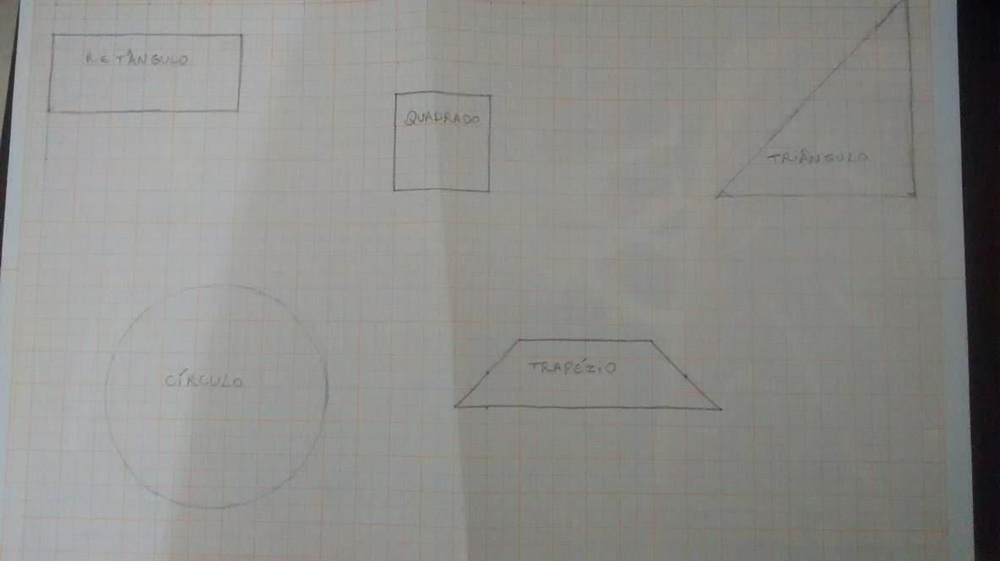 RETÂNGULO
QUADRADO
TRIÂNGULO
CÍRCULO
TRAPÉZIO